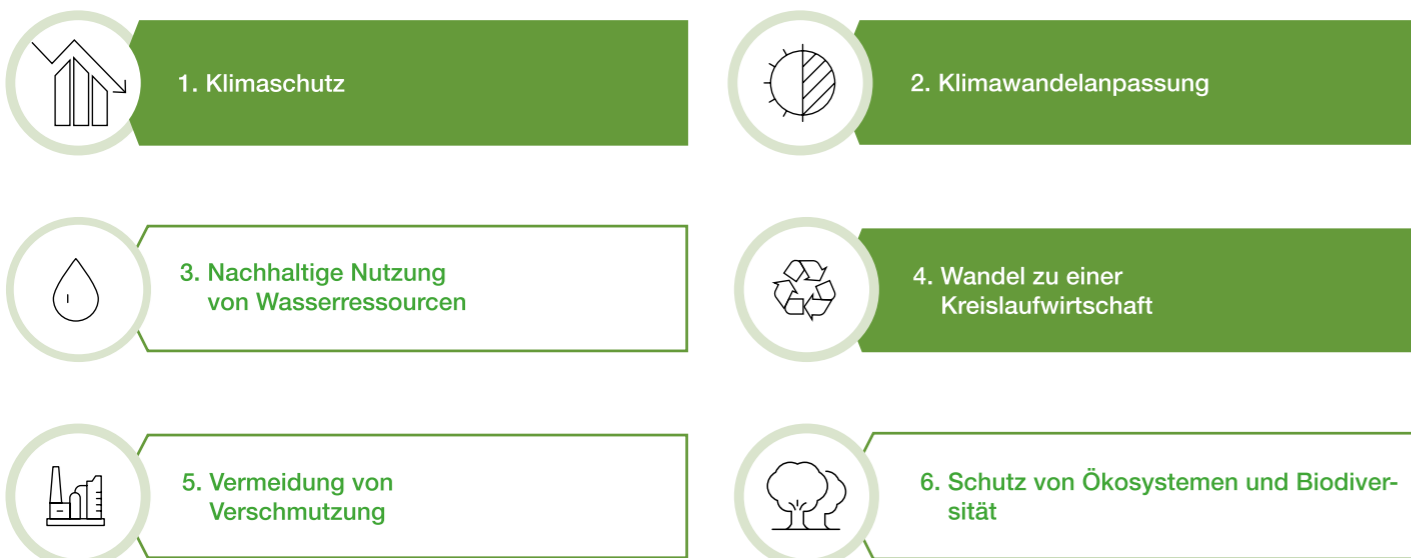 1. Klimaschutz
2. Klimawandelanpassung
3. Nachhaltige Nutzung
von Wasserressourcen
4. Wandel zu einer
Kreislaufwirtschaft
5. Vermeidung von
Verschmutzung
6. Schutz von Ökosystemen und Biodiver-
sität